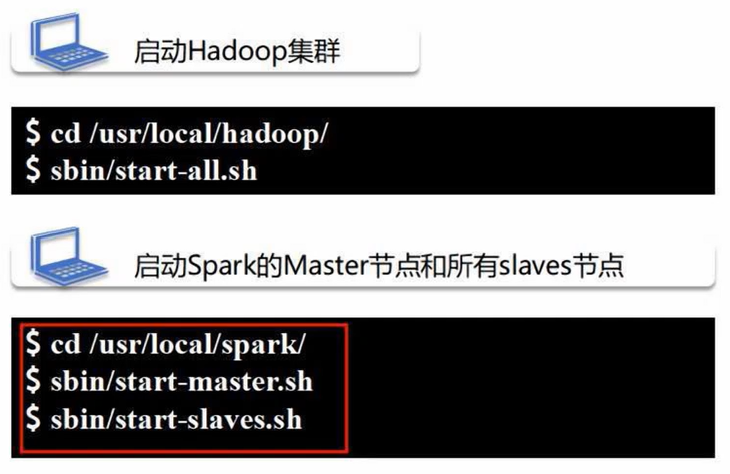 启动Hadoop集群
$ cd /usr/local/hadoop/
$ sbin/start-all.sh
启动Spark的Master节点和所有slaves节点
$ cd /usr/local/spark/
$ sbin/start-master.sh
$ sbin/start-slaves.sh